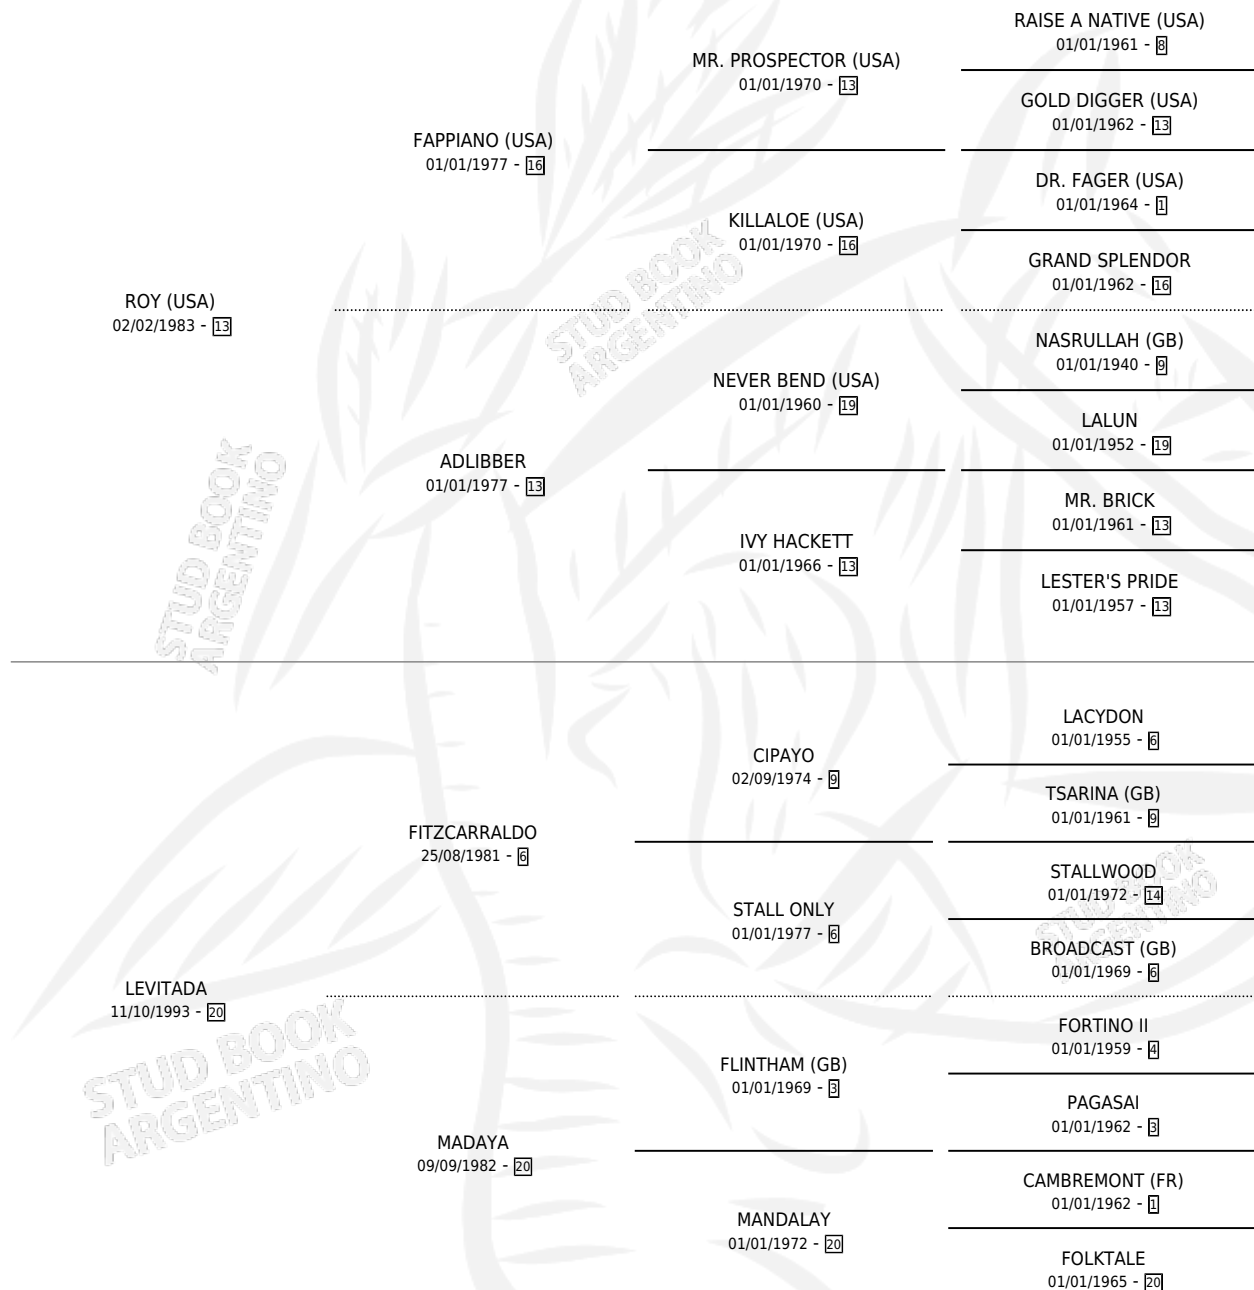 RAISE A NATIVE (USA)
01/01/1961 - 8
MR. PROSPECTOR (USA)
01/01/1970 - 13
GOLD DIGGER (USA)
01/01/1962 - 13
FAPPIANO (USA)
01/01/1977 - 16
DR. FAGER (USA)
01/01/1964 - 1
KILLALOE (USA)
01/01/1970 - 16
GRAND SPLENDOR
01/01/1962 - 16
ROY (USA)
02/02/1983 - 13
NASRULLAH (GB)
01/01/1940 - 9
NEVER BEND (USA)
01/01/1960 - 19
LALUN
01/01/1952 - 19
ADLIBBER
01/01/1977 - 13
MR. BRICK
01/01/1961 - 13
IVY HACKETT
01/01/1966 - 13
LESTER'S PRIDE
01/01/1957 - 13
LACYDON
01/01/1955 - 6
CIPAYO
02/09/1974 - 9
TSARINA (GB)
01/01/1961 - 9
FITZCARRALDO
25/08/1981 - 6
STALLWOOD
01/01/1972 - 14
STALL ONLY
01/01/1977 - 6
BROADCAST (GB)
01/01/1969 - 6
LEVITADA
11/10/1993 - 20
FORTINO II
01/01/1959 - 4
FLINTHAM (GB)
01/01/1969 - 3
PAGASAI
01/01/1962 - 3
MADAYA
09/09/1982 - 20
CAMBREMONT (FR)
01/01/1962 - 1
MANDALAY
01/01/1972 - 20
FOLKTALE
01/01/1965 - 20
STUD BOOK
ARGENTINO
STUD BOOK
ARGENTINO
STUD BOOK
ARGENTINO
STUD BOOK
ARGENTINO